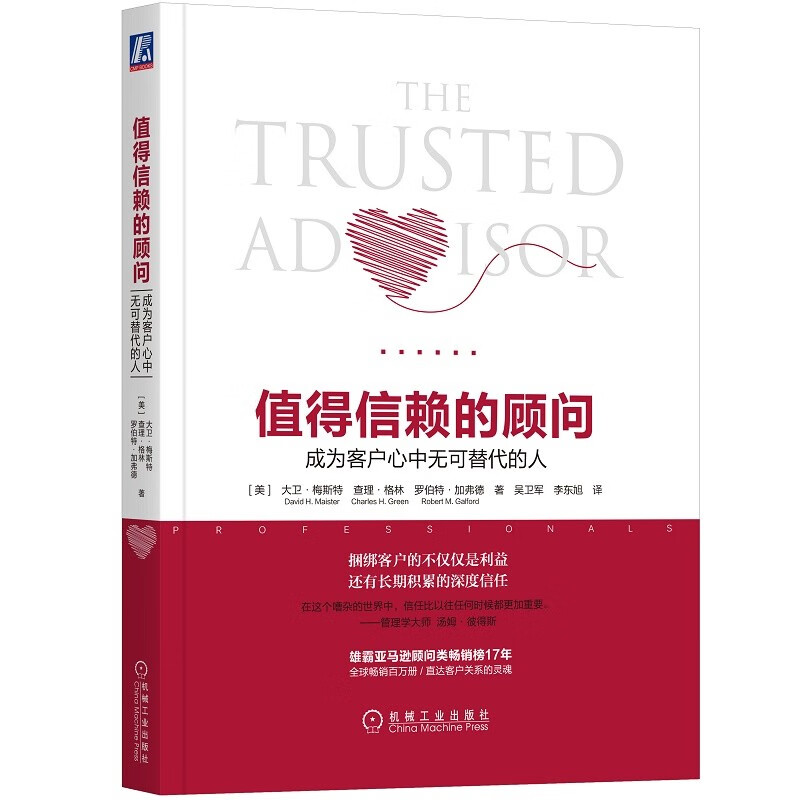 CMP BOOKS
值得信赖的顾问
成为客户心中
无可替代的人
[美]
大卫·梅斯特
查理·格林
罗伯特·加弗德
著
机械工业出版社
China Machine Press
THE
TRUSTED
ADVISOR
值得信赖的顾问
成为客户心中无可替代的人
[美] 大卫·梅斯特 查理·格林 罗伯特·加弗德 著 吴卫军 李东旭 译
David H. Maister Charles H. Green Robert M. Galford
PROFESSIONALS
捆绑客户的不仅仅是利益
还有长期积累的深度信任
在这个嘈杂的世界中,信任比以往任何时候都更加重要。
——管理学大师 汤姆·彼得斯
雄霸亚马逊顾问类畅销榜17年
全球畅销百万册/直达客户关系的灵魂
机械工业出版社
China Machine Press